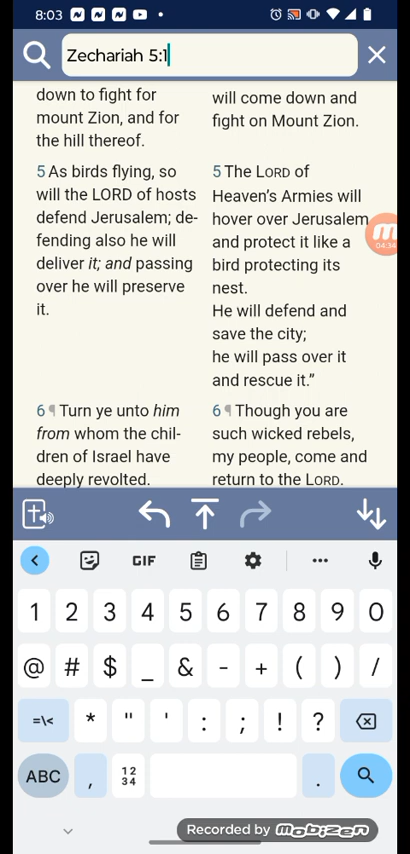 8:03
Zechariah 5:1
down to fight for
mount Zion, and for
the hill thereof.
5 As birds flying, so
will the LORD of hosts
defend Jerusalem; de-
fending also he will
deliver it; and passing
over he will preserve
it.
6 ¶ Turn ye unto him
from whom the chil-
dren of Israel have
deeply revolted.
will come down and
fight on Mount Zion.
5 The LORD of
Heaven's Armies will
hover over Jerusalem
and protect it like a
bird protecting its
nest.
He will defend and
save the city;
he will pass over it
and rescue it.”
6 ¶ Though you are
such wicked rebels,
my people, come and
return to the LORD.
04:34
GIF
1 2 3 4 5 6 7 8 9 0
@ # $ _ & - + ( ) /
=\< * " ' : ; ! ?
ABC , 12 34 .
Recorded by mobizen